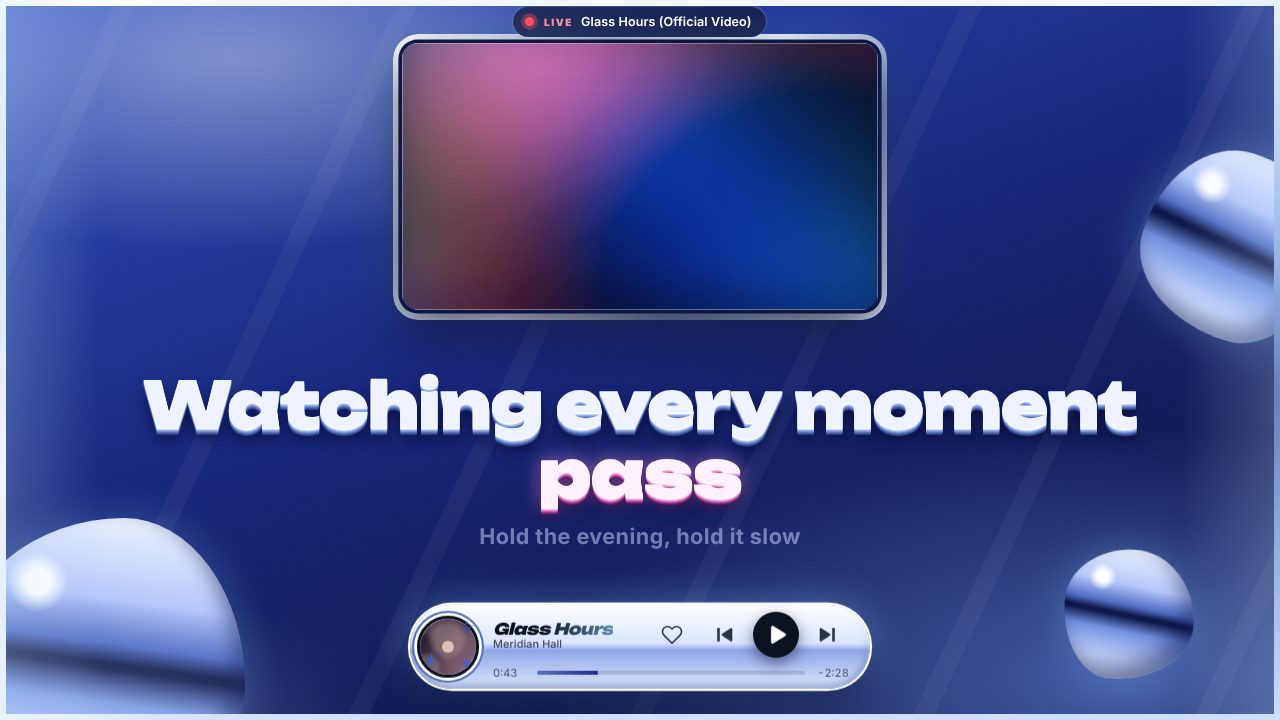 LIVE Glass Hours (Official Video)
Watching every moment
pass
Hold the evening, hold it slow
Glass Hours
Meridian Hall
0:43 -2:28